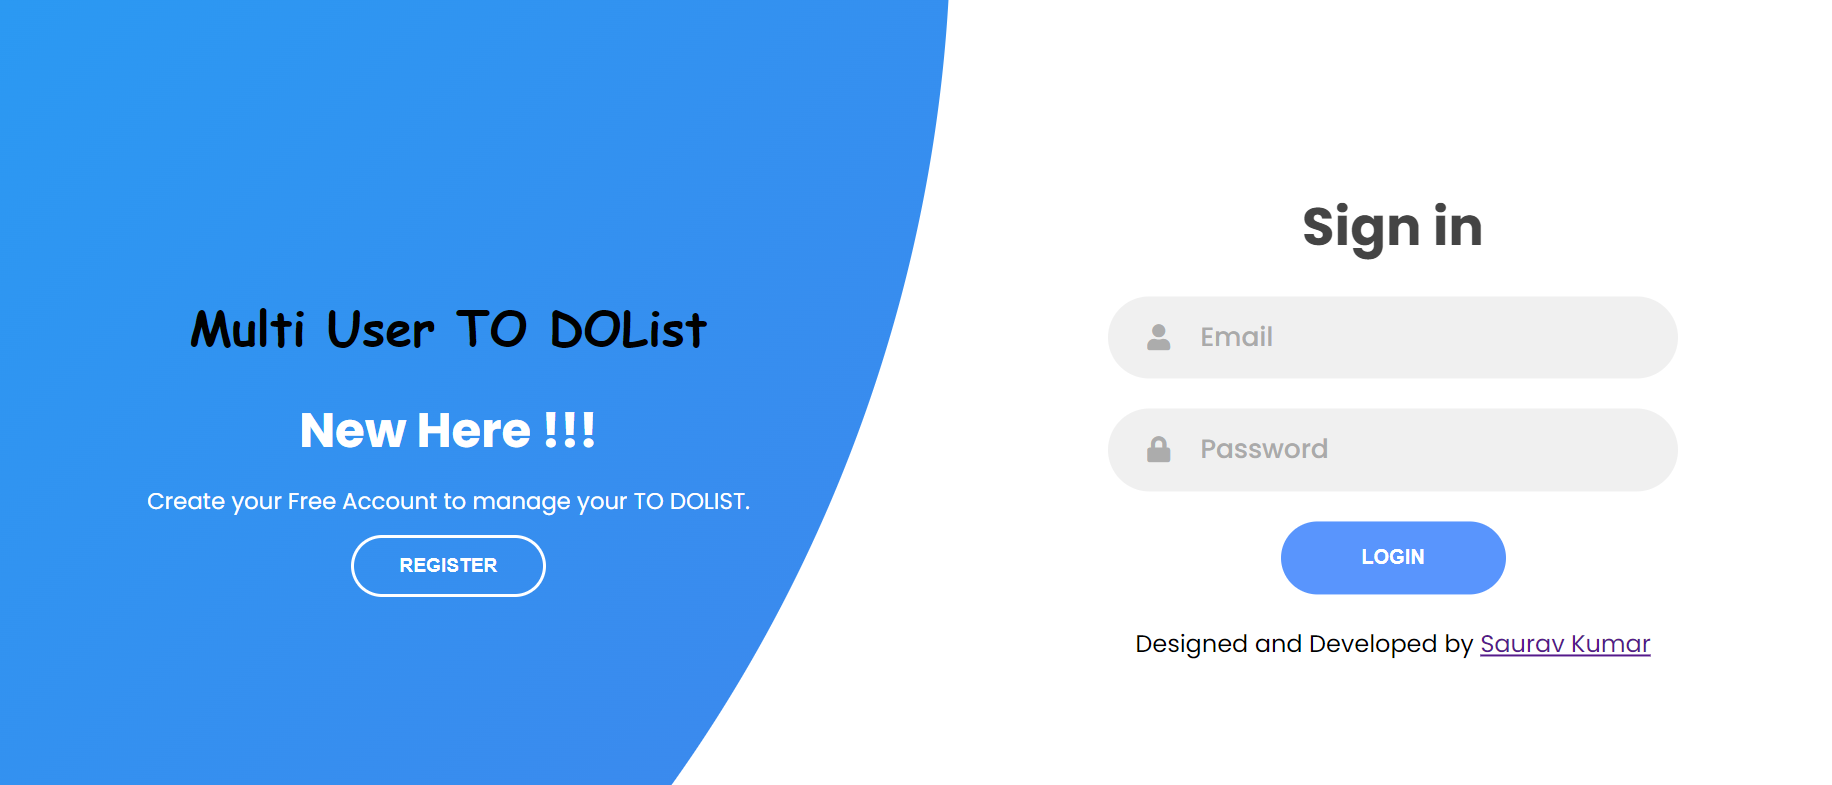 Multi User TO DOList
New Here !!!
Create your Free Account to manage your TO DOLIST.
REGISTER
Sign in
Email
Password
LOGIN
Designed and Developed by Saurav Kumar